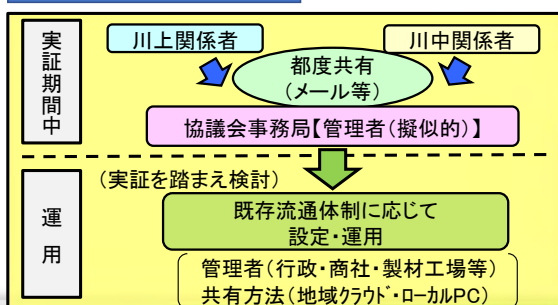 実証期間中
川上関係者
川中関係者
都度共有
(メール等)
協議会事務局【管理者(擬似的)】
運用
(実証を踏まえ検討)
既存流通体制に応じて
設定・運用
管理者(行政・商社・製材工場等)
共有方法(地域ｸﾗｳﾄﾞ・ﾛｰｶﾙPC)